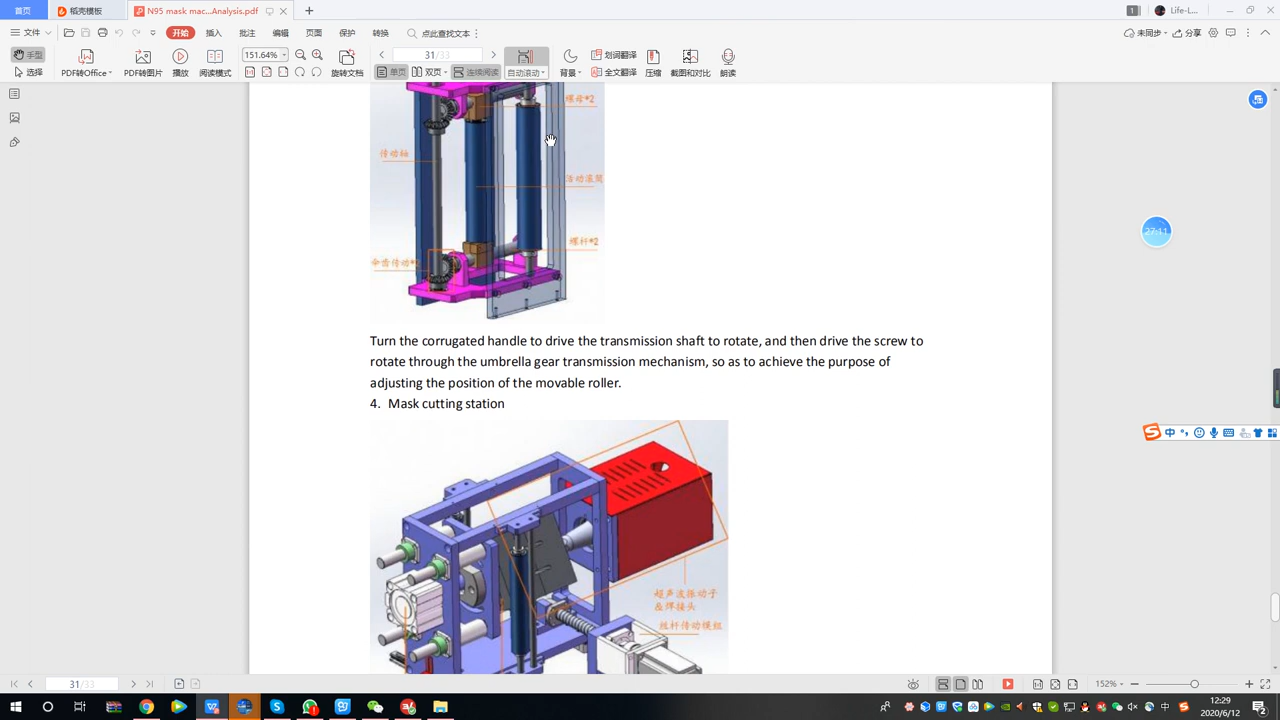 首页
稻壳模板
N95 mask mac...Analysis.pdf
1
Life-L...
文件
开始
插入
批注
编辑
页面
保护
转换
点此查找文本
未同步
分享
手型
选择
PDF转Office
PDF转图片
播放
阅读模式
151.64%
旋转文档
31/33
单页
双页
连续阅读
自动滚动
背景
划词翻译
全文翻译
压缩
截图和对比
朗读
螺母*2
传动轴
活动滚筒
螺杆*2
27:11
Turn the corrugated handle to drive the transmission shaft to rotate, and then drive the screw to
rotate through the umbrella gear transmission mechanism, so as to achieve the purpose of
adjusting the position of the movable roller.
4. Mask cutting station
中
超声波振动子
&焊接头
丝杆传动模组
31/33
152%
12:29
2020/6/12
中
2